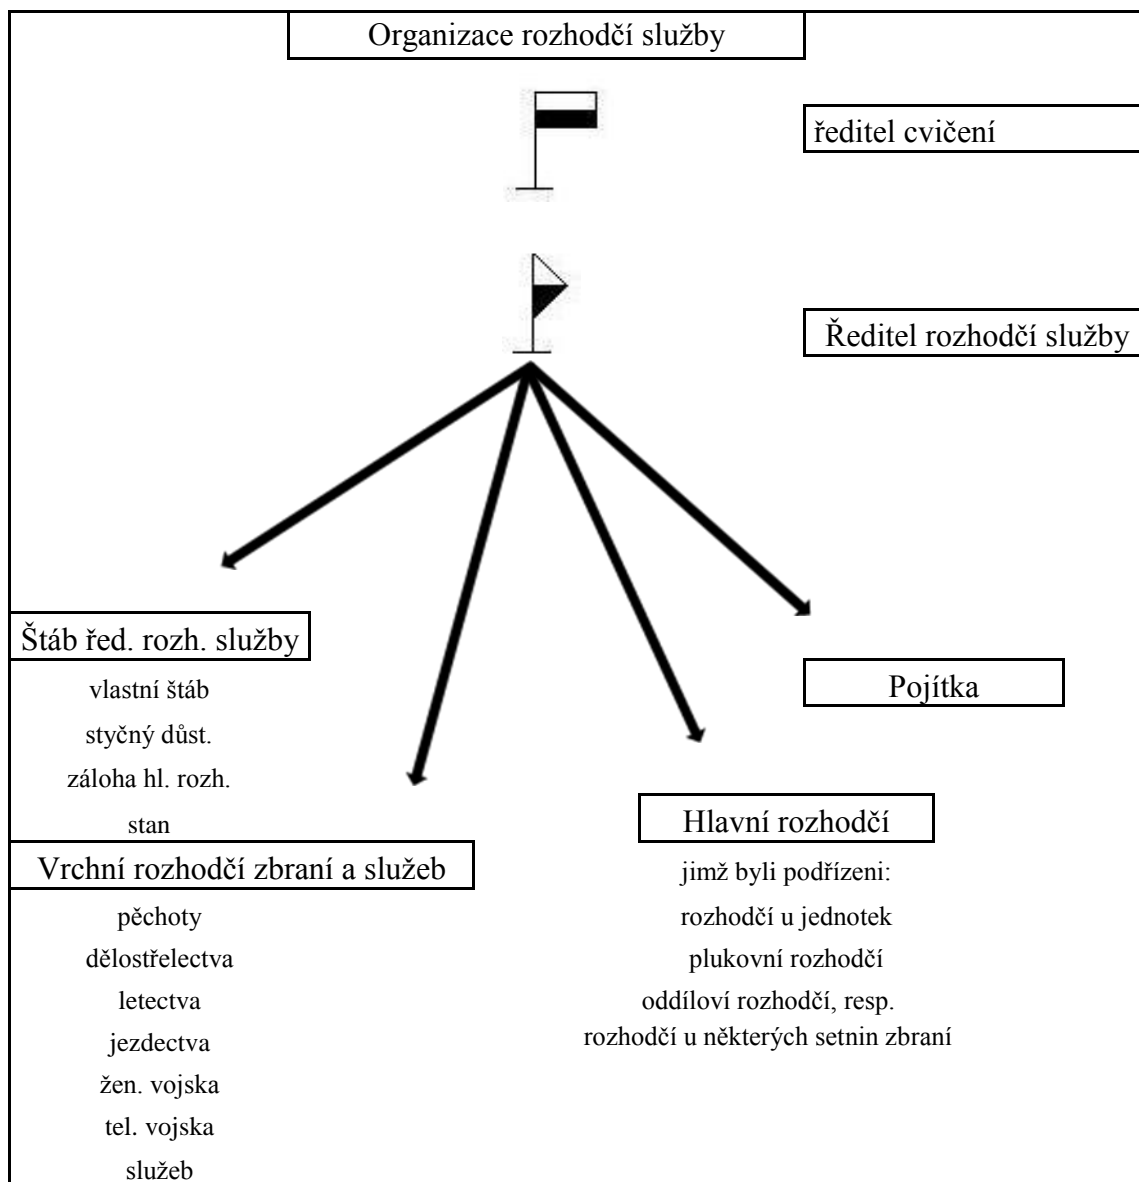 Organizace rozhodčí služby
ředitel cvičení
Ředitel rozhodčí služby
Štáb řed. rozh. služby
vlastní štáb
styčný důst.
záloha hl. rozh.
stan
Vrchní rozhodčí zbraní a služeb
pěchoty
dělostřelectva
letectva
jezdectva
žen. vojska
tel. vojska
služeb
Pojítka
Hlavní rozhodčí
jimž byli podřízeni:
rozhodčí u jednotek
plukovní rozhodčí
oddíloví rozhodčí, resp.
rozhodčí u některých setnin zbraní